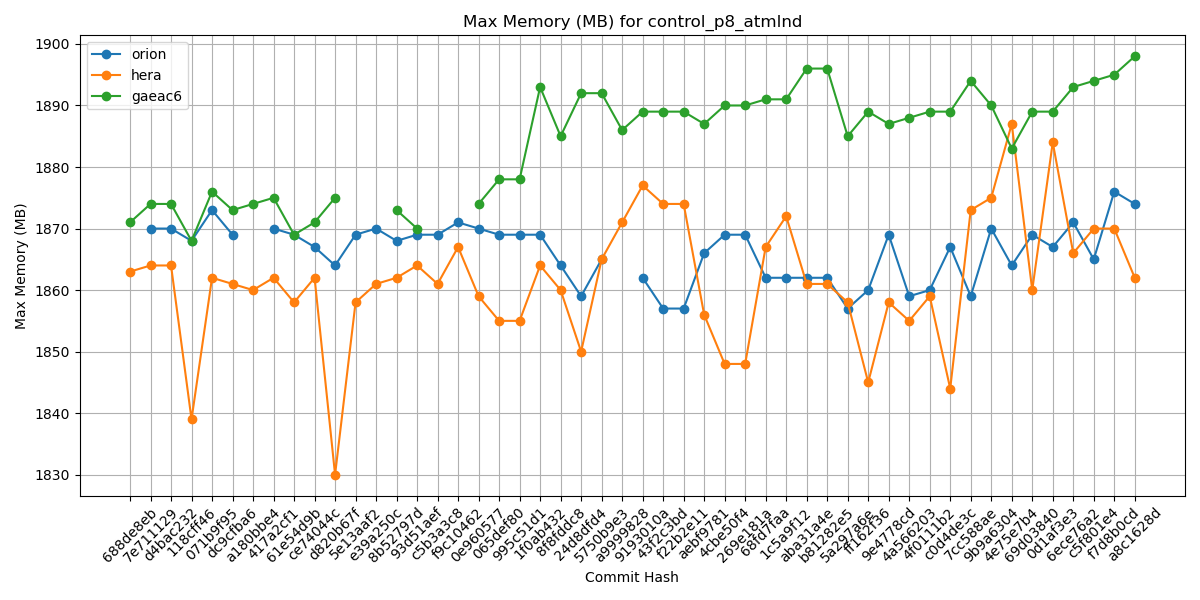 Max Memory (MB) for control_p8_atmlnd
orion
hera
gaeac6
Max Memory (MB)
1900
1890
1880
1870
1860
1850
1840
1830
688de8eb
7e711129
d4bac232
118cff46
071b9f95
dc9cfba6
a180bbe4
417a2cf1
61e54d9b
ce74044c
d820b67f
5e13aaf2
e39a250c
8b52797d
93d51aef
c5b3a3c8
f9c10462
0e960577
065def80
995c51d1
1f0ab432
8f8fddc8
24d8dfd4
5750b9e3
a9999828
9193010a
43f2c3bd
f22b2e11
aebf9781
4cbe50f4
269e181a
68fd7faa
1c5a9f12
aba31a4e
b81282e5
5a297a6e
ff162f36
9e4778cd
4a566203
4f0111b2
c0d4de3c
7cc588ae
9b9a6304
4e75e7b4
69d03840
0d1af3e3
6ece76a2
c5f801e4
f7d8b0cd
a8c1628d
Commit Hash